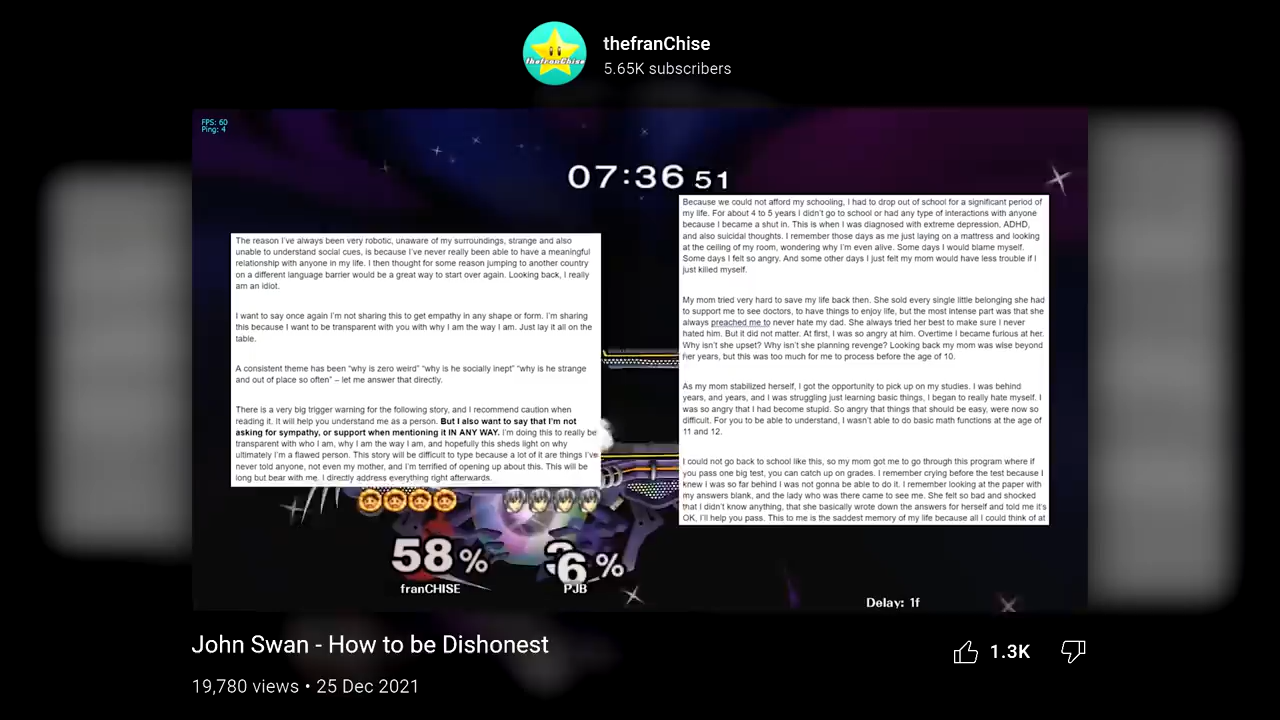 thefranChise
5.65K subscribers
FPS: 60
Ping: 4
07:36 51
The reason I've always been very robotic, unaware of my surroundings, strange and also
unable to understand social cues, is because I've never really been able to have a meaningful
relationship with anyone in my life. I then thought for some reason jumping to another country
on a different language barrier would be a great way to start over again. Looking back, I really
am an idiot.
I want to say once again I'm not sharing this to get empathy in any shape or form. I'm sharing
this because I want to be transparent with you with why I am the way I am. Just lay it all on the
table.
A consistent theme has been "why is zero weird" "why is he socially inept" "why is he strange
and out of place so often" – let me answer that directly.
There is a very big trigger warning for the following story, and I recommend caution when
reading it. It will help you understand me as a person. But I also want to say that I'm not
asking for sympathy, or support when mentioning it IN ANY WAY. I'm doing this to really be
transparent with who I am, why I am the way I am, and hopefully this sheds light on why
ultimately I'm a flawed person. This story will be difficult to type because a lot of it are things I've
never told anyone, not even my mother, and I'm terrified of opening up about this. This will be
long but bear with me. I directly address everything right afterwards.
Because we could not afford my schooling, I had to drop out of school for a significant period of
my life. For about 4 to 5 years I didn't go to school or had any type of interactions with anyone
because I became a shut in. This is when I was diagnosed with extreme depression, ADHD,
and also suicidal thoughts. I remember those days as me just laying on a mattress and looking
at the ceiling of my room, wondering why I'm even alive. Some days I would blame myself.
Some days I felt so angry. And some other days I just felt my mom would have less trouble if I
just killed myself.
My mom tried very hard to save my life back then. She sold every single little belonging she had
to support me to see doctors, to have things to enjoy life, but the most intense part was that she
always preached me to never hate my dad. She always tried her best to make sure I never
hated him. But it did not matter. At first, I was so angry at him. Overtime I became furious at her.
Why isn't she upset? Why isn't she planning revenge? Looking back my mom was wise beyond
her years, but this was too much for me to process before the age of 10.
As my mom stabilized herself, I got the opportunity to pick up on my studies. I was behind
years, and years, and I was struggling just learning basic things, I began to really hate myself. I
was so angry that I had become stupid. So angry that things that should be easy, were now so
difficult. For you to be able to understand, I wasn't able to do basic math functions at the age of
11 and 12.
I could not go back to school like this, so my mom got me to go through this program where if
you pass one big test, you can catch up on grades. I remember crying before the test because I
knew I was so far behind I was not gonna be able to do it. I remember looking at the paper with
my answers blank, and the lady who was there came to see me. She felt so bad and shocked
that I didn't know anything, that she basically wrote down the answers for herself and told me it's
OK, I'll help you pass. This to me is the saddest memory of my life because all I could think of at
58%
franCHISE
6%
PJB
Delay: 1f
John Swan - How to be Dishonest
1.3K
19,780 views • 25 Dec 2021